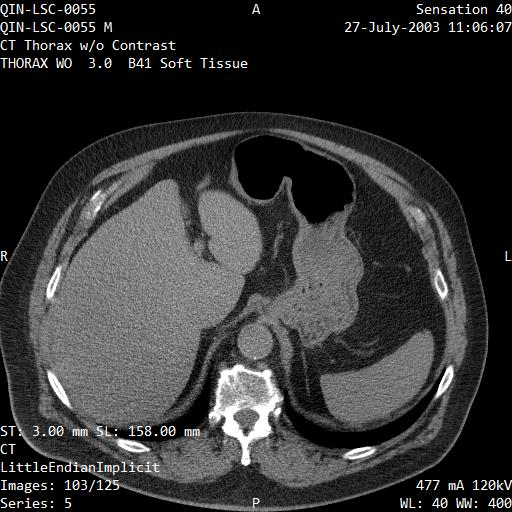 QIN-LSC-0055 A Sensation 40
QIN-LSC-0055 M 27-July-2003 11:06:07
CT Thorax w/o Contrast
THORAX WO 3.0 B41 Soft Tissue
R L
ST: 3.00 mm SL: 158.00 mm
CT
LittleEndianImplicit
Images: 103/125 477 mA 120kV
Series: 5 P WL: 40 WW: 400